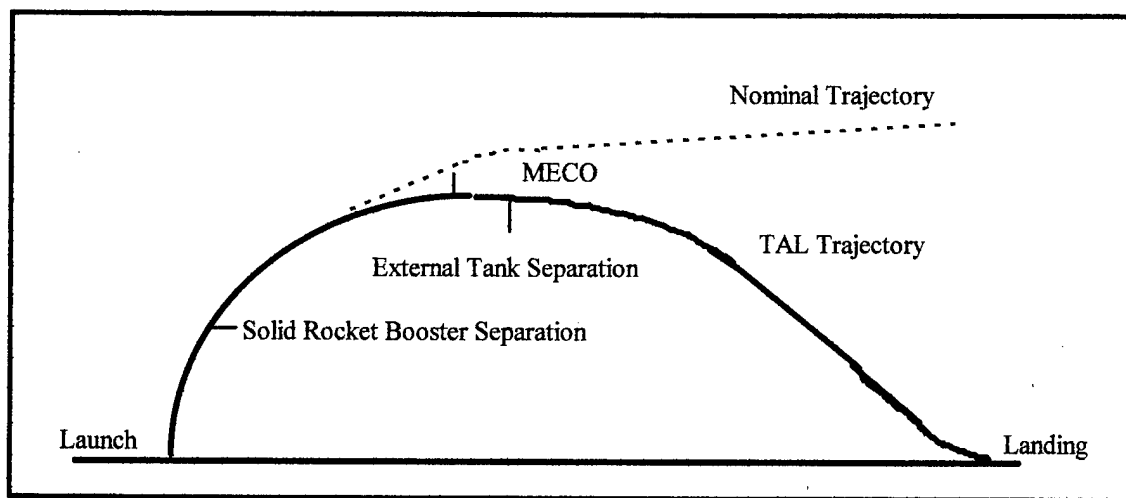 Nominal Trajectory
MECO
TAL Trajectory
External Tank Separation
Solid Rocket Booster Separation
Launch
Landing